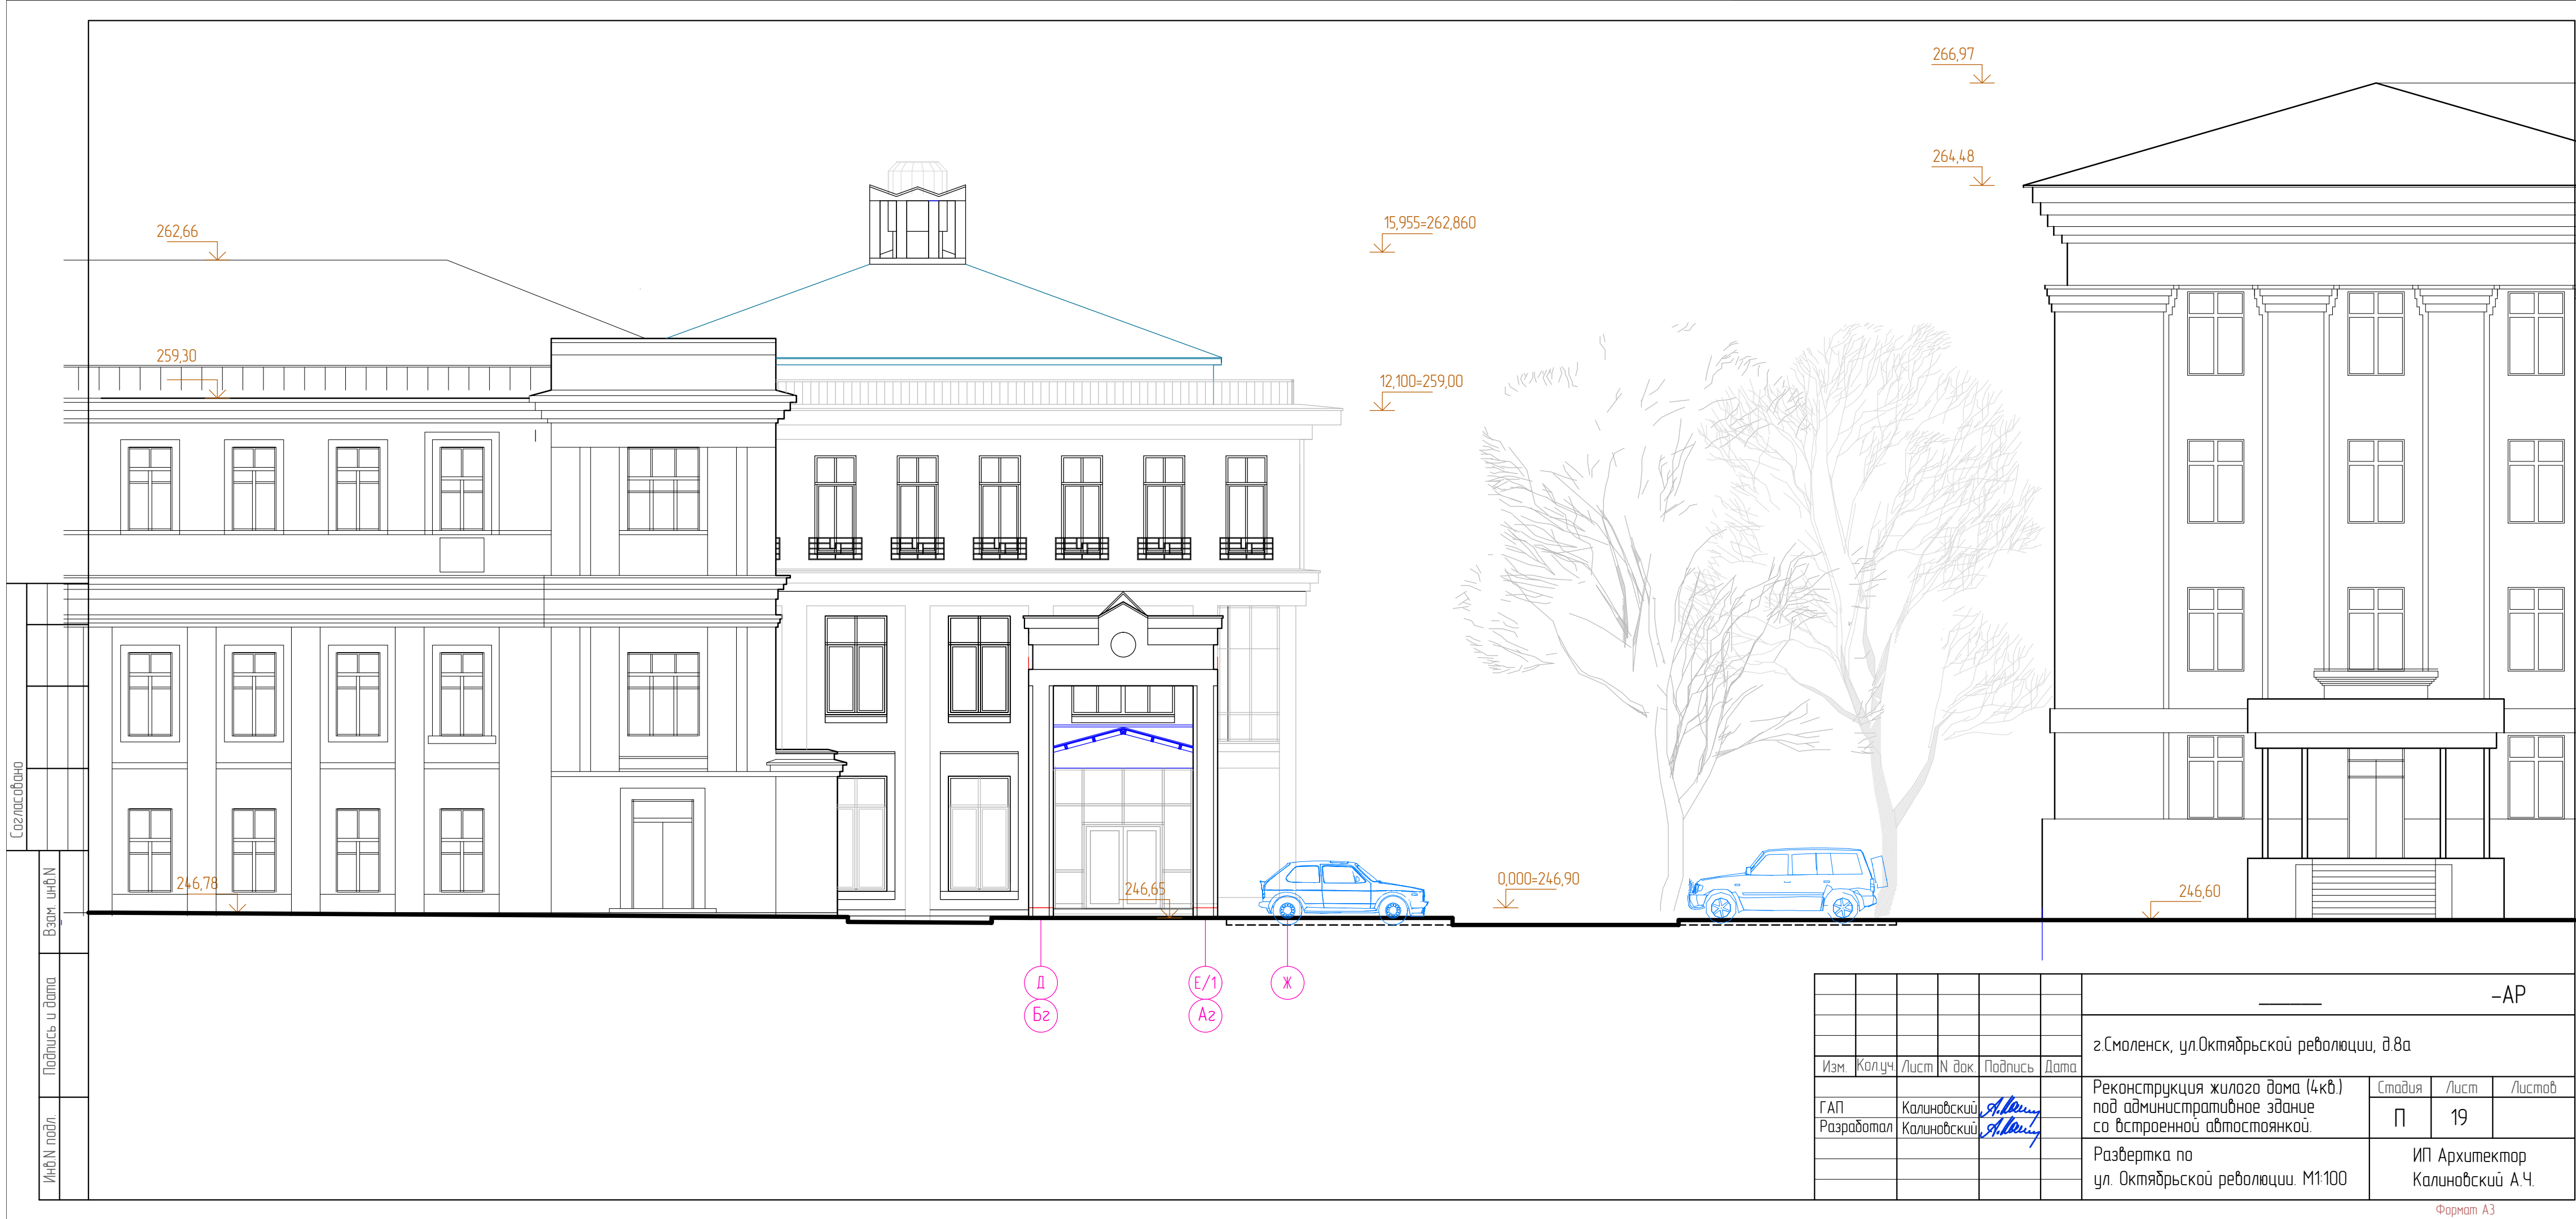 266,97
264,48
262,66
15,955=262,860
259,30
12,100=259,00
246,78
246,65
0,000=246,90
246,60
Д
Е/1
Ж
Бг
Аг
Согласовано
Взам. инв.N
Подпись и дата
Инв.N подл.
-АР
г.Смоленск, ул.Октябрьской революции, д.8а
Изм. Кол.уч. Лист N док. Подпись Дата
Реконструкция жилого дома (4кв.)
под административное здание
со встроенной автостоянкой.
Стадия Лист Листов
П 19
ГАП Калиновский
Разработал Калиновский
Развертка по
ул. Октябрьской революции. М1:100
ИП Архитектор
Калиновский А.Ч.
Формат А3